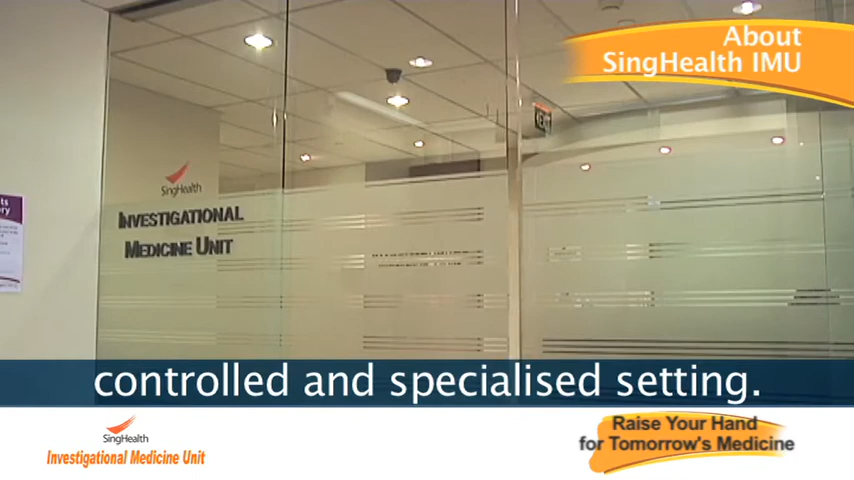 About
SingHealth IMU
EXIT
SingHealth
INVESTIGATIONAL
MEDICINE UNIT
controlled and specialised setting.
SingHealth
Investigational Medicine Unit
Raise Your Hand
for Tomorrow's Medicine